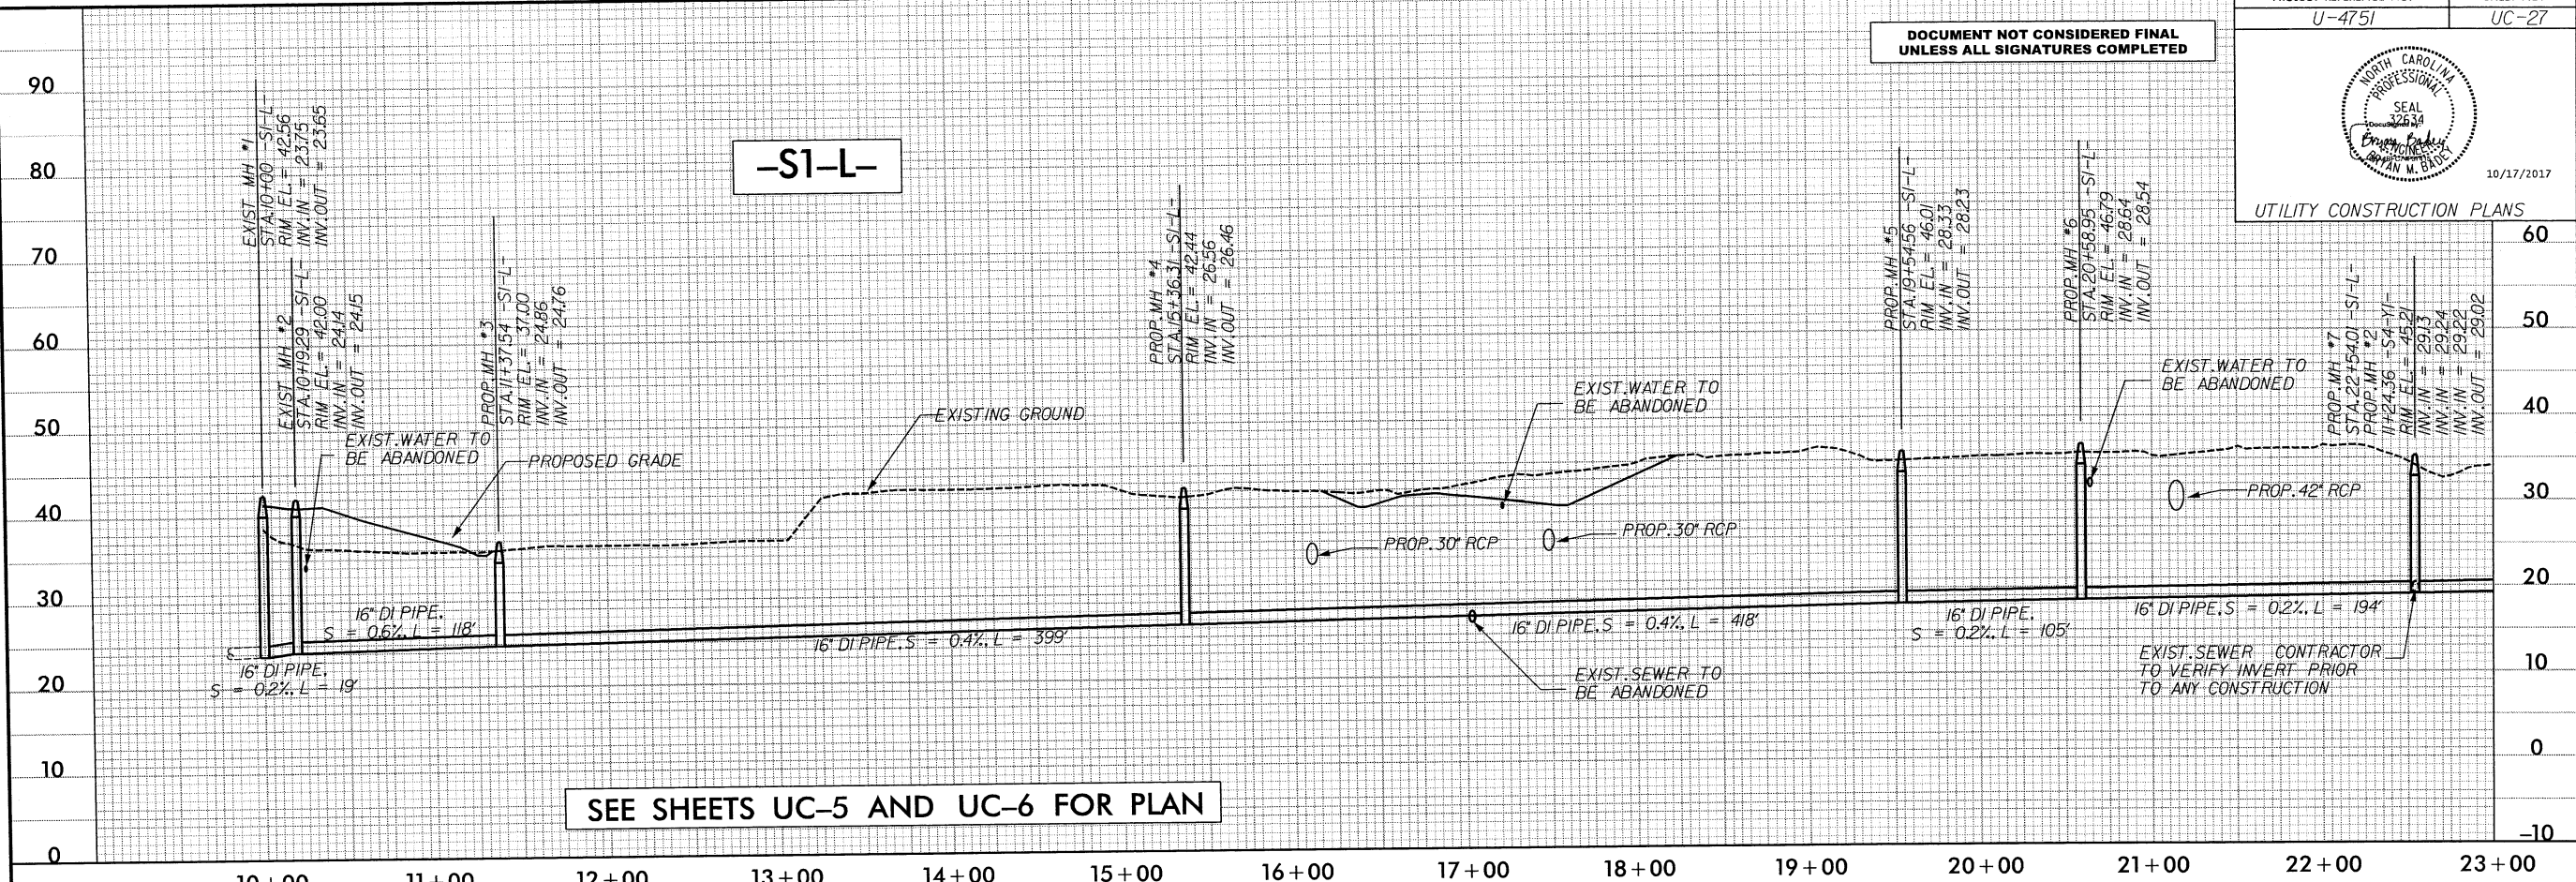 U-4751
UC-27
DOCUMENT NOT CONSIDERED FINAL
UNLESS ALL SIGNATURES COMPLETED
NORTH CAROLINA
PROFESSIONAL
SEAL
32634
DocuSigned by:
ENGINEER
BRYAN M. BADEY
10/17/2017
UTILITY CONSTRUCTION PLANS
-S1-L-
90
80
70
60
50
40
30
20
10
0
60
50
40
30
20
10
0
-10
EXIST MH #1
STA.10+00 -S1-L-
RIM EL.= 42.56
INV.IN = 23.75
INV.OUT = 23.65
EXIST MH #2
STA.10+19.29 -S1-L-
RIM EL.= 42.00
INV.IN = 24.14
INV.OUT = 24.15
PROP.MH #3
STA.11+37.54 -S1-L-
RIM EL.= 37.00
INV.IN = 24.86
INV.OUT = 24.76
PROP.MH #4
STA.15+36.31 -S1-L-
RIM EL.= 42.44
INV.IN = 26.56
INV.OUT = 26.46
PROP.MH #5
STA.19+54.56 -S1-L-
RIM EL.= 46.01
INV.IN = 28.33
INV.OUT = 28.23
PROP.MH #6
STA.20+58.95 -S1-L-
RIM EL.= 46.79
INV.IN = 28.64
INV.OUT = 28.54
PROP.MH #7
STA.22+54.01 -S1-L-
PROP.MH #2
11+24.36 -S4-Y1-
RIM EL.= 45.21
INV.IN = 29.13
INV.IN = 29.24
INV.IN = 29.22
INV.OUT = 29.02
EXIST.WATER TO
BE ABANDONED
PROPOSED GRADE
EXISTING GROUND
EXIST.WATER TO
BE ABANDONED
EXIST.WATER TO
BE ABANDONED
PROP.30" RCP
PROP.30" RCP
PROP.42" RCP
16" DI PIPE,
S = 0.2%, L = 19'
16" DI PIPE,
S = 0.6%, L = 118'
16" DI PIPE, S = 0.4%, L = 399'
16" DI PIPE, S = 0.4%, L = 418'
16" DI PIPE,
S = 0.2%, L = 105'
16" DI PIPE, S = 0.2%, L = 194'
EXIST.SEWER TO
BE ABANDONED
EXIST.SEWER CONTRACTOR
TO VERIFY INVERT PRIOR
TO ANY CONSTRUCTION
SEE SHEETS UC-5 AND UC-6 FOR PLAN
10+00
11+00
12+00
13+00
14+00
15+00
16+00
17+00
18+00
19+00
20+00
21+00
22+00
23+00